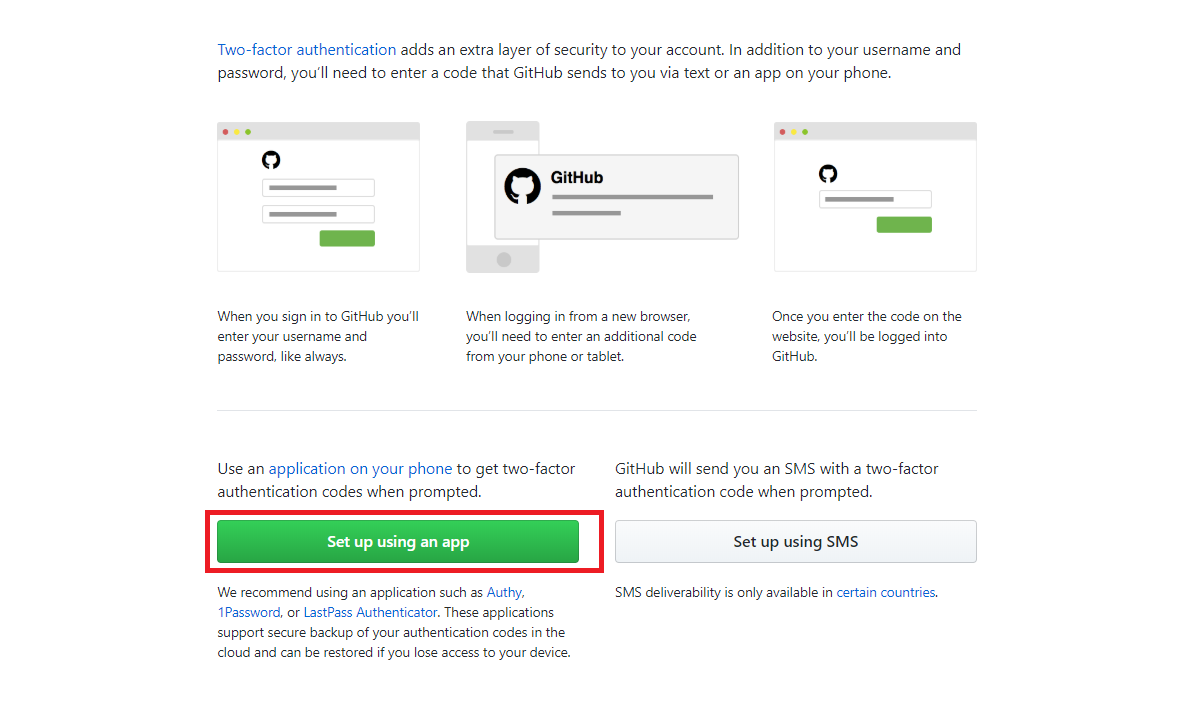 Two-factor authentication adds an extra layer of security to your account. In addition to your username and
password, you’ll need to enter a code that GitHub sends to you via text or an app on your phone.
GitHub
When you sign in to GitHub you’ll
enter your username and
password, like always.
When logging in from a new browser,
you’ll need to enter an additional code
from your phone or tablet.
Once you enter the code on the
website, you’ll be logged into
GitHub.
Use an application on your phone to get two-factor
authentication codes when prompted.
Set up using an app
We recommend using an application such as Authy,
1Password, or LastPass Authenticator. These applications
support secure backup of your authentication codes in the
cloud and can be restored if you lose access to your device.
GitHub will send you an SMS with a two-factor
authentication code when prompted.
Set up using SMS
SMS deliverability is only available in certain countries.